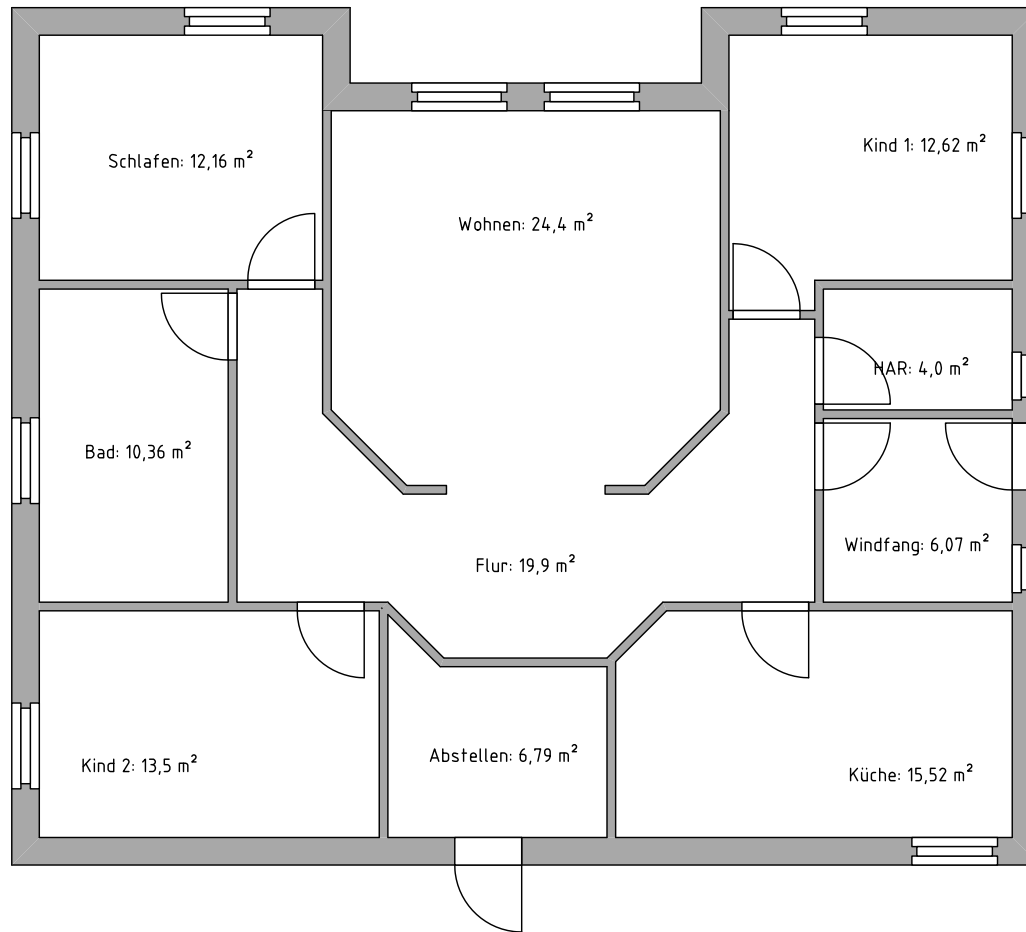 Kind 1: 12,62 m²
Schlafen: 12,16 m²
Wohnen: 24,4 m²
HAR: 4,0 m²
Bad: 10,36 m²
Windfang: 6,07 m²
Flur: 19,9 m²
Abstellen: 6,79 m²
Kind 2: 13,5 m²
Küche: 15,52 m²